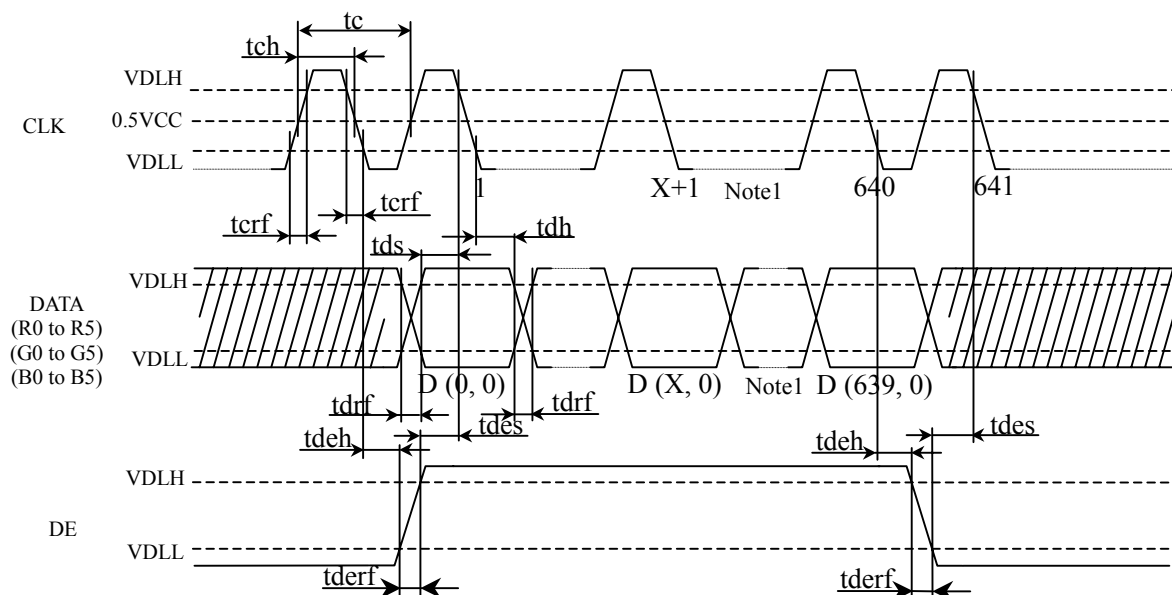 tc
tch
VDLH
CLK
0.5VCC
VDLL
1
X+1
Note1
640
641
tcrf
tcrf
tds
tdh
VDLH
DATA
(R0 to R5)
(G0 to G5)
(B0 to B5)
VDLL
D (0, 0)
D (X, 0)
Note1
D (639, 0)
tdrf
tdrf
tdeh
tdes
tdeh
tdes
VDLH
DE
VDLL
tderf
tderf